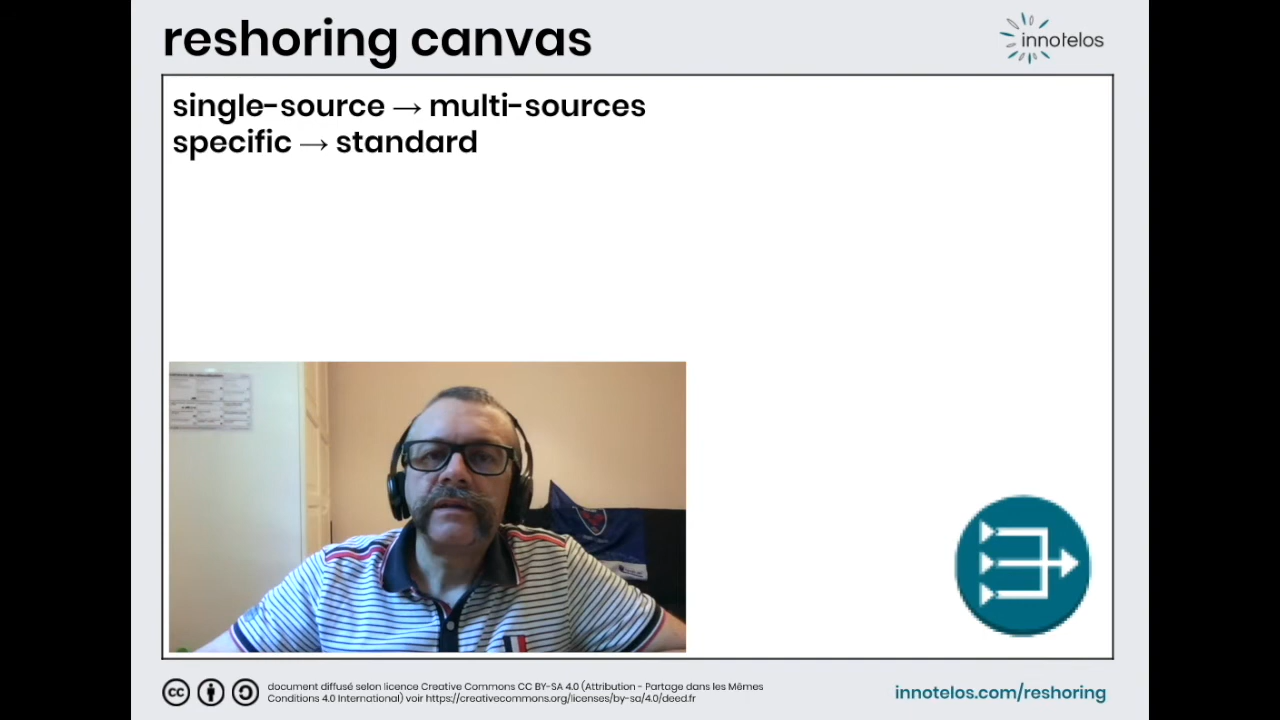 reshoring canvas
innotelos
single-source → multi-sources
specific → standard
document diffusé selon licence Creative Commons CC BY-SA 4.0 (Attribution - Partage dans les Mêmes
Conditions 4.0 International) voir https://creativecommons.org/licenses/by-sa/4.0/deed.fr
innotelos.com/reshoring